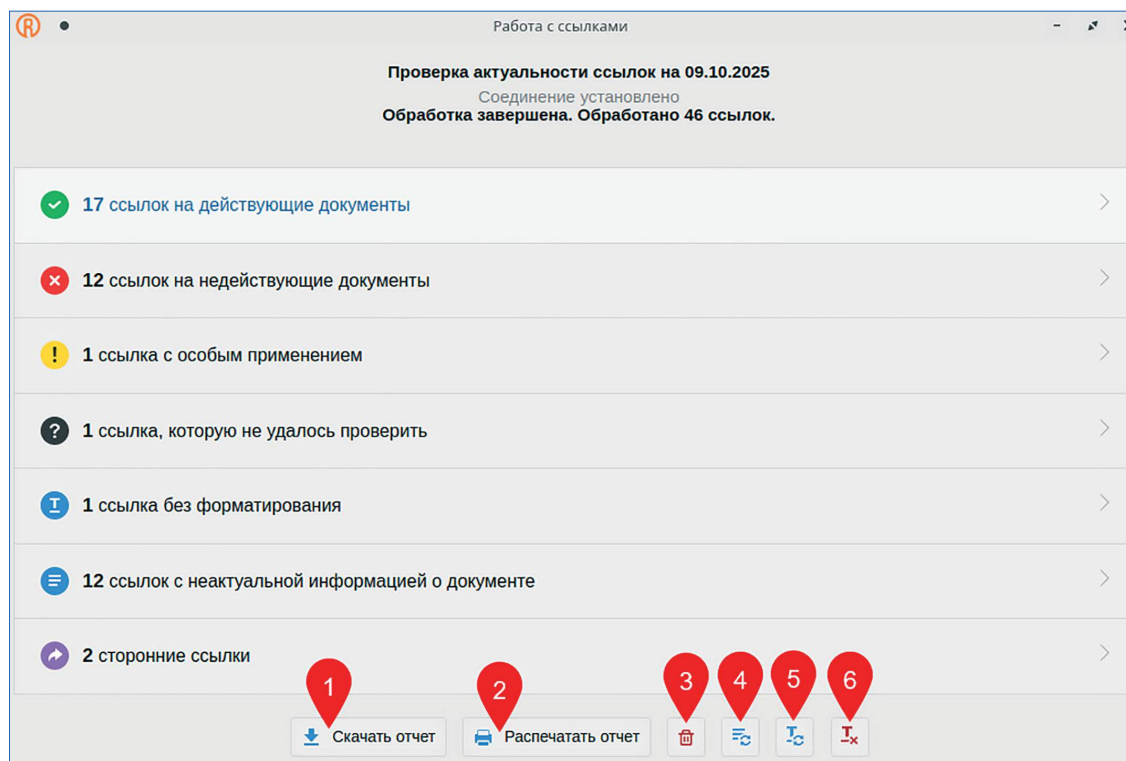 Работа с ссылками
Проверка актуальности ссылок на 09.10.2025
Соединение установлено
Обработка завершена. Обработано 46 ссылок.
17 ссылок на действующие документы
12 ссылок на недействующие документы
! 1 ссылка с особым применением
? 1 ссылка, которую не удалось проверить
1 ссылка без форматирования
12 ссылок с неактуальной информацией о документе
2 сторонние ссылки
1 2 3 4 5 6
Скачать отчет Распечатать отчет